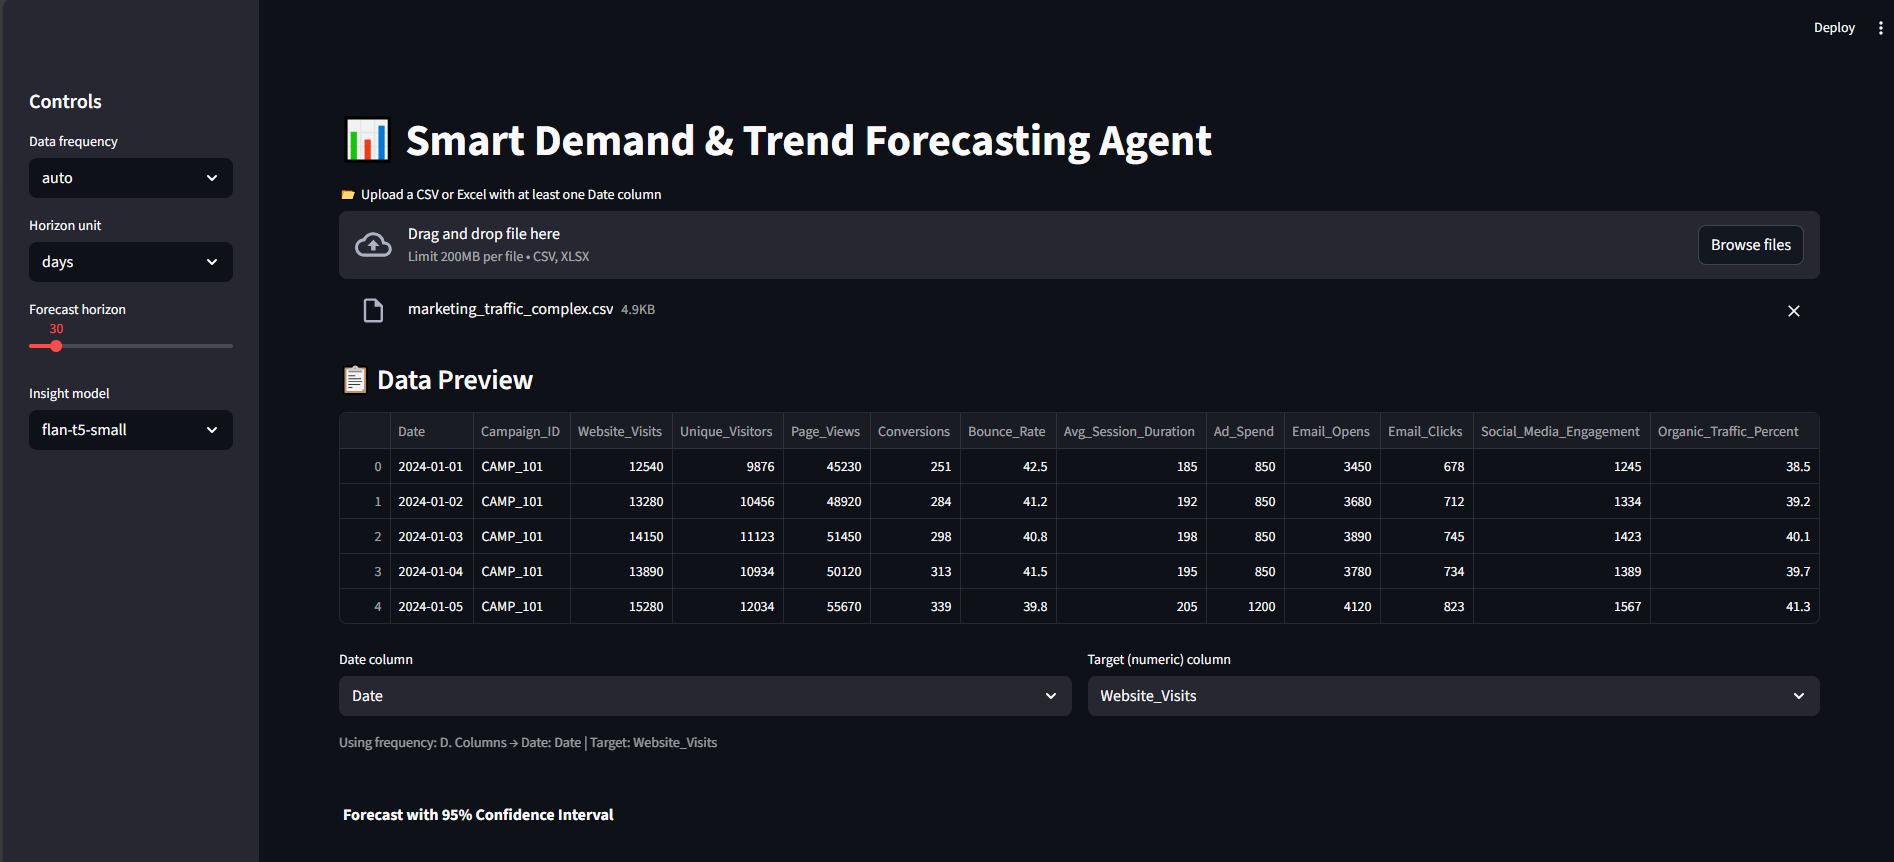 Deploy
Controls
Data frequency
auto
Horizon unit
days
Forecast horizon
30
Insight model
flan-t5-small
Smart Demand & Trend Forecasting Agent
Upload a CSV or Excel with at least one Date column
Drag and drop file here
Limit 200MB per file • CSV, XLSX
Browse files
marketing_traffic_complex.csv 4.9KB
Data Preview
Date Campaign_ID Website_Visits Unique_Visitors Page_Views Conversions Bounce_Rate Avg_Session_Duration Ad_Spend Email_Opens Email_Clicks Social_Media_Engagement Organic_Traffic_Percent
0 2024-01-01 CAMP_101 12540 9876 45230 251 42.5 185 850 3450 678 1245 38.5
1 2024-01-02 CAMP_101 13280 10456 48920 284 41.2 192 850 3680 712 1334 39.2
2 2024-01-03 CAMP_101 14150 11123 51450 298 40.8 198 850 3890 745 1423 40.1
3 2024-01-04 CAMP_101 13890 10934 50120 313 41.5 195 850 3780 734 1389 39.7
4 2024-01-05 CAMP_101 15280 12034 55670 339 39.8 205 1200 4120 823 1567 41.3
Date column
Date
Target (numeric) column
Website_Visits
Using frequency: D. Columns → Date: Date | Target: Website_Visits
Forecast with 95% Confidence Interval